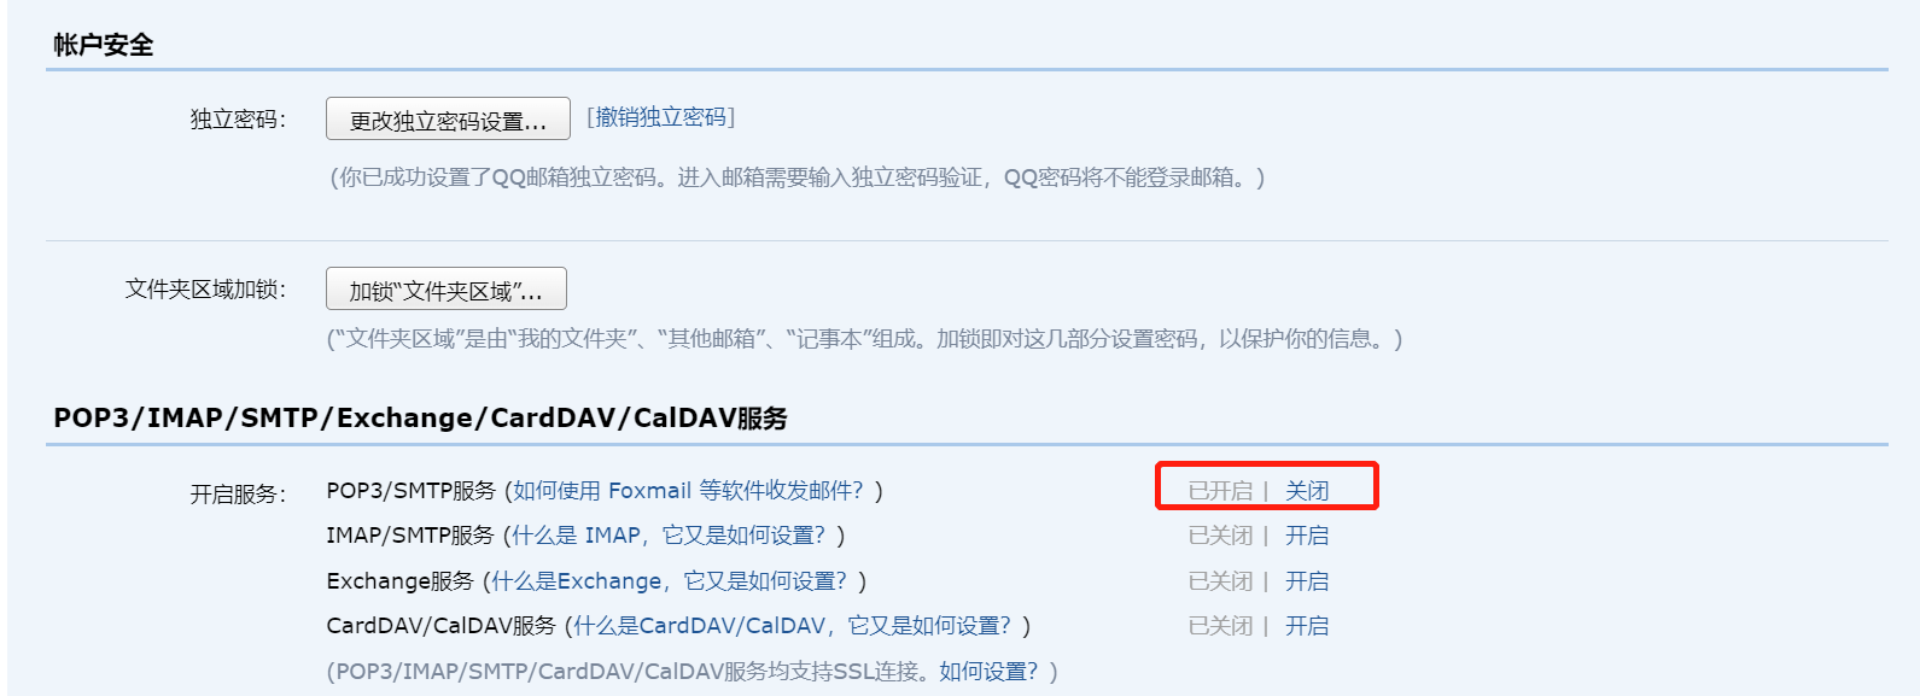 帐户安全
独立密码： 更改独立密码设置... [撤销独立密码]
(你已成功设置了QQ邮箱独立密码。进入邮箱需要输入独立密码验证，QQ密码将不能登录邮箱。)
文件夹区域加锁： 加锁“文件夹区域”...
(“文件夹区域”是由“我的文件夹”、“其他邮箱”、“记事本”组成。加锁即对这几部分设置密码，以保护你的信息。)
POP3/IMAP/SMTP/Exchange/CardDAV/CalDAV服务
开启服务： POP3/SMTP服务 (如何使用 Foxmail 等软件收发邮件？) 已开启 | 关闭
IMAP/SMTP服务 (什么是 IMAP，它又是如何设置？) 已关闭 | 开启
Exchange服务 (什么是Exchange，它又是如何设置？) 已关闭 | 开启
CardDAV/CalDAV服务 (什么是CardDAV/CalDAV，它又是如何设置？) 已关闭 | 开启
(POP3/IMAP/SMTP/CardDAV/CalDAV服务均支持SSL连接。如何设置？)